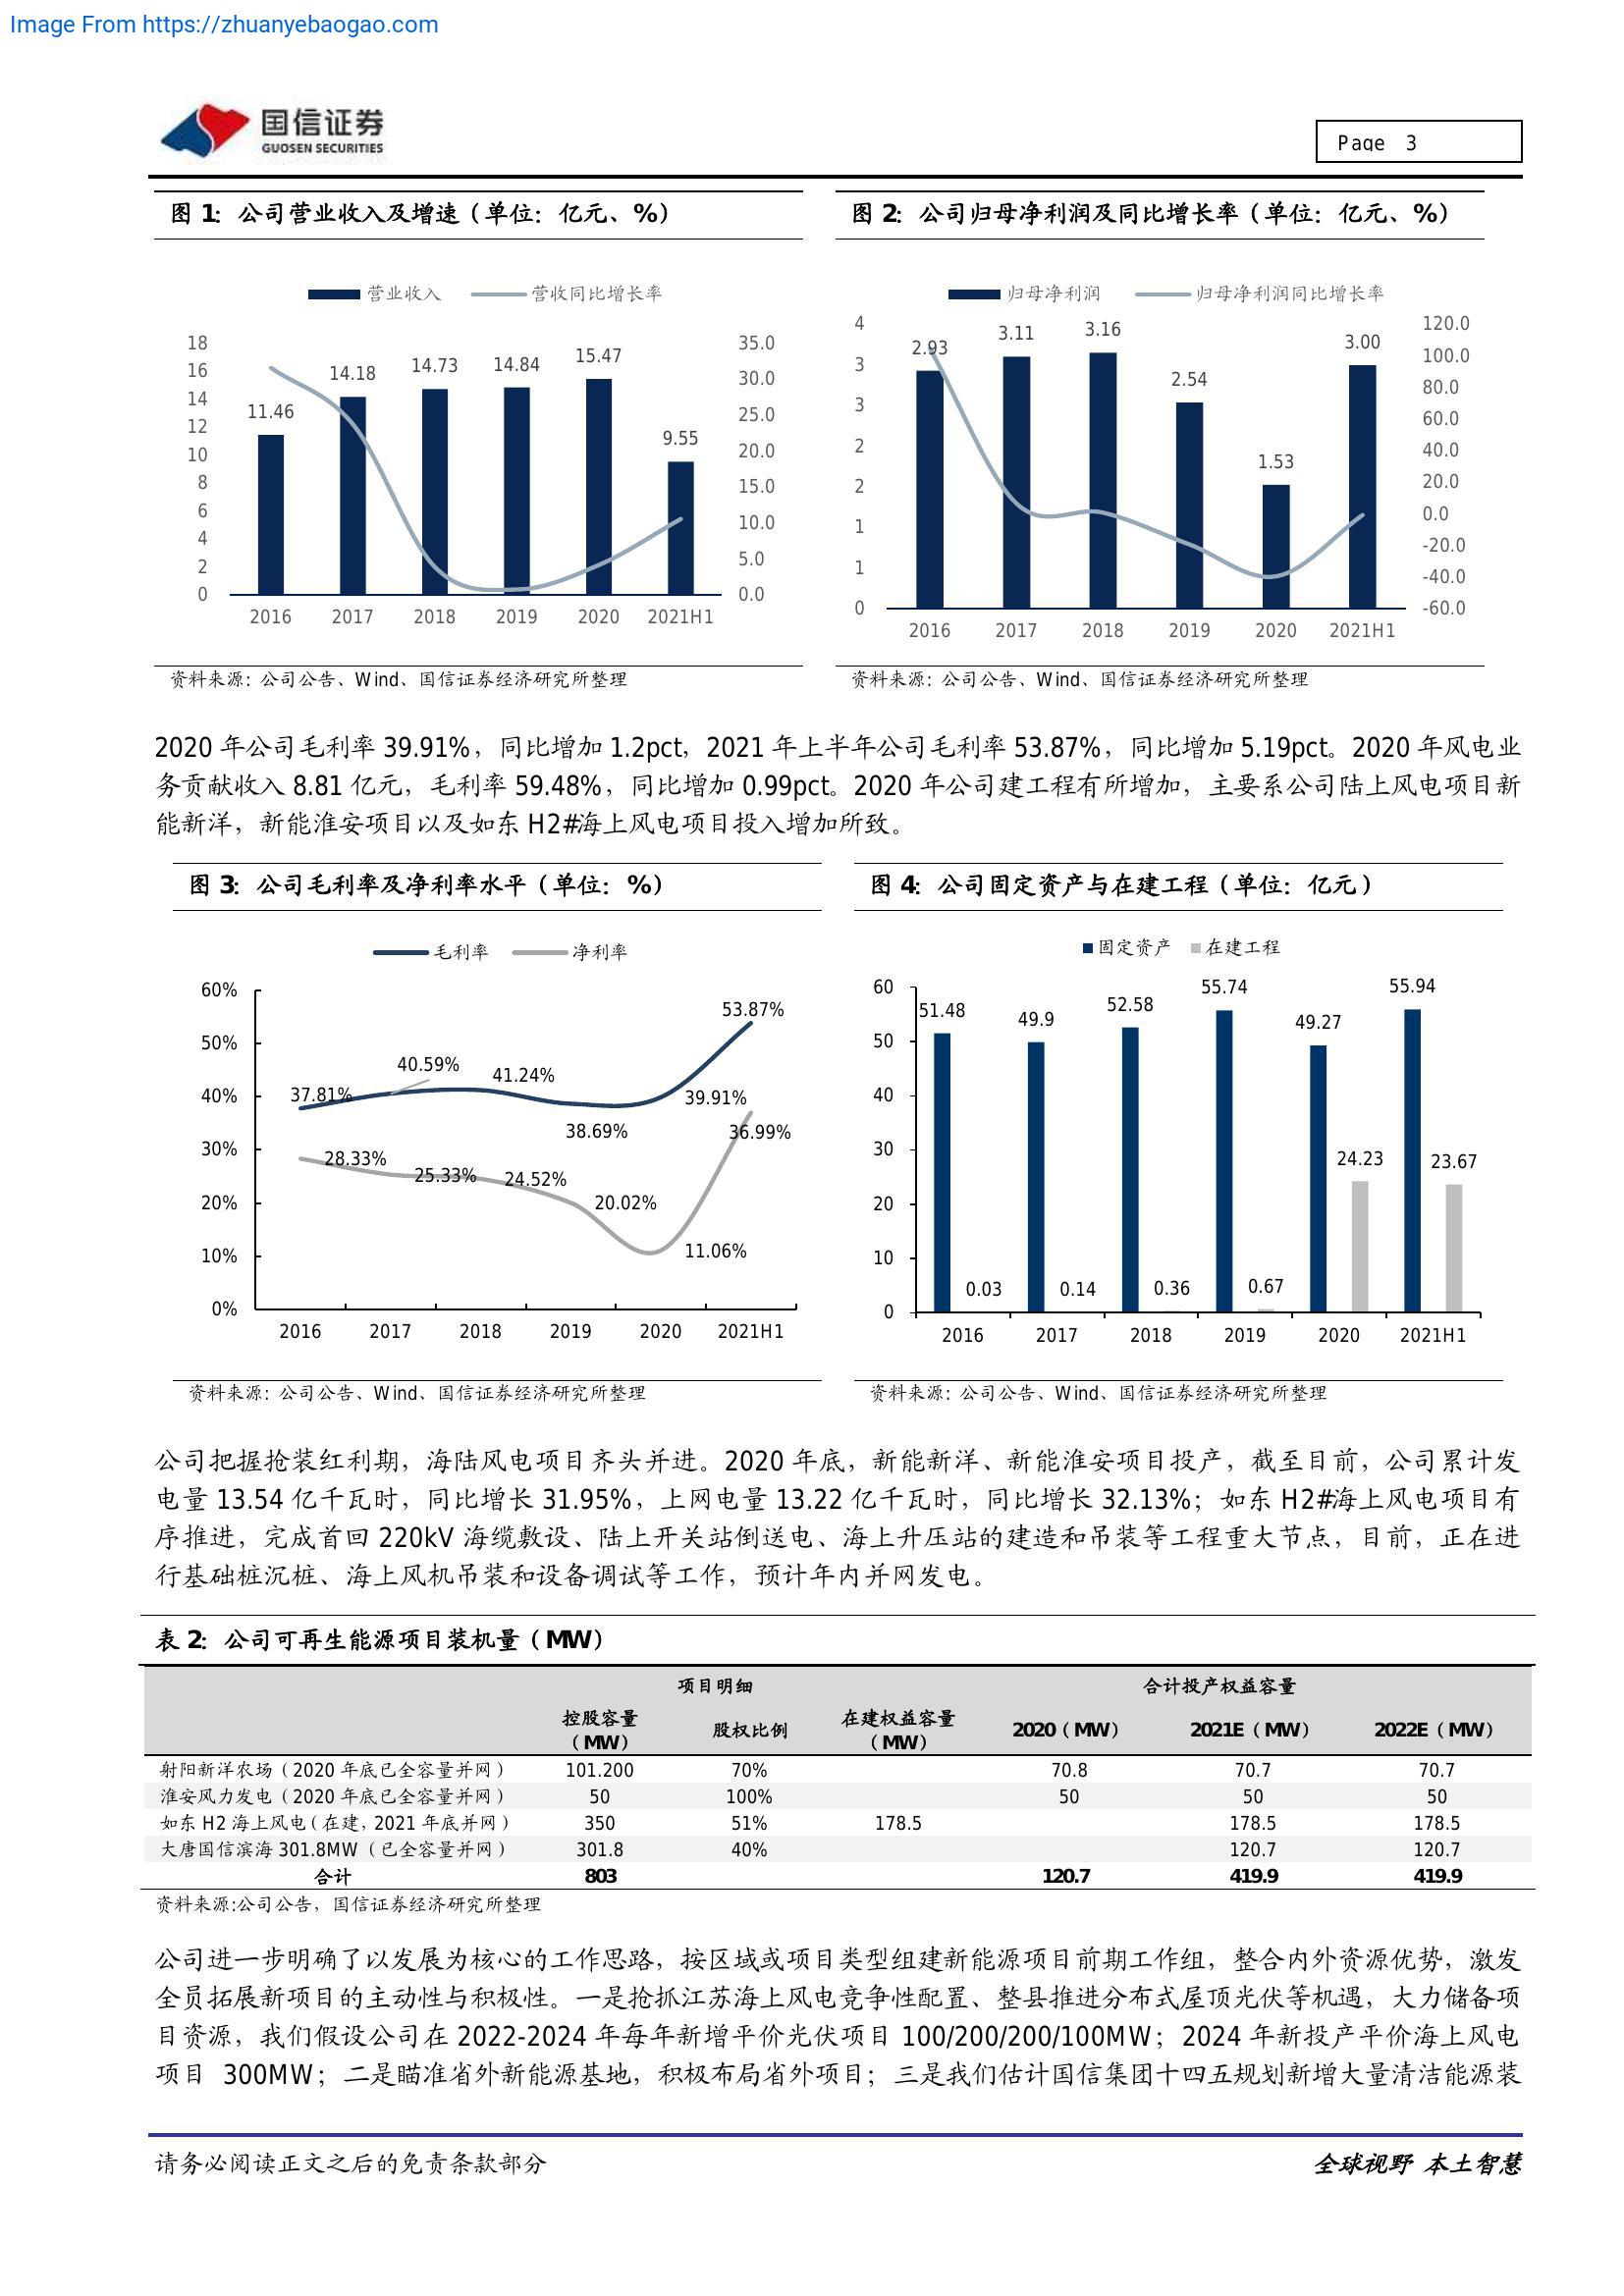 Image From https://zhuanyebaogao.com
国信证券
GUOSEN SECURITIES
Page 3
图 1：公司营业收入及增速（单位：亿元、%）
营业收入 营收同比增长率
18
16
14
12
10
8
6
4
2
0
11.46
14.18
14.73
14.84
15.47
9.55
35.0
30.0
25.0
20.0
15.0
10.0
5.0
0.0
2016 2017 2018 2019 2020 2021H1
资料来源：公司公告、Wind、国信证券经济研究所整理
图 2：公司归母净利润及同比增长率（单位：亿元、%）
归母净利润 归母净利润同比增长率
4
3
3
2
2
1
1
0
2.93
3.11
3.16
2.54
1.53
3.00
120.0
100.0
80.0
60.0
40.0
20.0
0.0
-20.0
-40.0
-60.0
2016 2017 2018 2019 2020 2021H1
资料来源：公司公告、Wind、国信证券经济研究所整理
2020 年公司毛利率 39.91%，同比增加 1.2pct，2021 年上半年公司毛利率 53.87%，同比增加 5.19pct。2020 年风电业
务贡献收入 8.81 亿元，毛利率 59.48%，同比增加 0.99pct。2020 年公司建工程有所增加，主要系公司陆上风电项目新
能新洋，新能淮安项目以及如东 H2#海上风电项目投入增加所致。
图 3：公司毛利率及净利率水平（单位：%）
毛利率 净利率
60%
50%
40%
30%
20%
10%
0%
37.81%
40.59%
41.24%
38.69%
39.91%
53.87%
28.33%
25.33%
24.52%
20.02%
11.06%
36.99%
2016 2017 2018 2019 2020 2021H1
资料来源：公司公告、Wind、国信证券经济研究所整理
图 4：公司固定资产与在建工程（单位：亿元）
固定资产 在建工程
60
50
40
30
20
10
0
51.48
49.9
52.58
55.74
49.27
55.94
0.03
0.14
0.36
0.67
24.23
23.67
2016 2017 2018 2019 2020 2021H1
资料来源：公司公告、Wind、国信证券经济研究所整理
公司把握抢装红利期，海陆风电项目齐头并进。2020 年底，新能新洋、新能淮安项目投产，截至目前，公司累计发
电量 13.54 亿千瓦时，同比增长 31.95%，上网电量 13.22 亿千瓦时，同比增长 32.13%；如东 H2#海上风电项目有
序推进，完成首回 220kV 海缆敷设、陆上开关站倒送电、海上升压站的建造和吊装等工程重大节点，目前，正在进
行基础桩沉桩、海上风机吊装和设备调试等工作，预计年内并网发电。
表 2：公司可再生能源项目装机量（MW）
项目明细 合计投产权益容量
控股容量（MW） 股权比例 在建权益容量（MW） 2020（MW） 2021E（MW） 2022E（MW）
射阳新洋农场（2020 年底已全容量并网） 101.200 70% 70.8 70.7 70.7
淮安风力发电（2020 年底已全容量并网） 50 100% 50 50 50
如东 H2 海上风电（在建，2021 年底并网） 350 51% 178.5 178.5 178.5
大唐国信滨海 301.8MW（已全容量并网） 301.8 40% 120.7 120.7
合计 803 120.7 419.9 419.9
资料来源:公司公告，国信证券经济研究所整理
公司进一步明确了以发展为核心的工作思路，按区域或项目类型组建新能源项目前期工作组，整合内外资源优势，激发
全员拓展新项目的主动性与积极性。一是抢抓江苏海上风电竞争性配置、整县推进分布式屋顶光伏等机遇，大力储备项
目资源，我们假设公司在 2022-2024 年每年新增平价光伏项目 100/200/200/100MW；2024 年新投产平价海上风电
项目 300MW；二是瞄准省外新能源基地，积极布局省外项目；三是我们估计国信集团十四五规划新增大量清洁能源装
请务必阅读正文之后的免责条款部分
全球视野 本土智慧